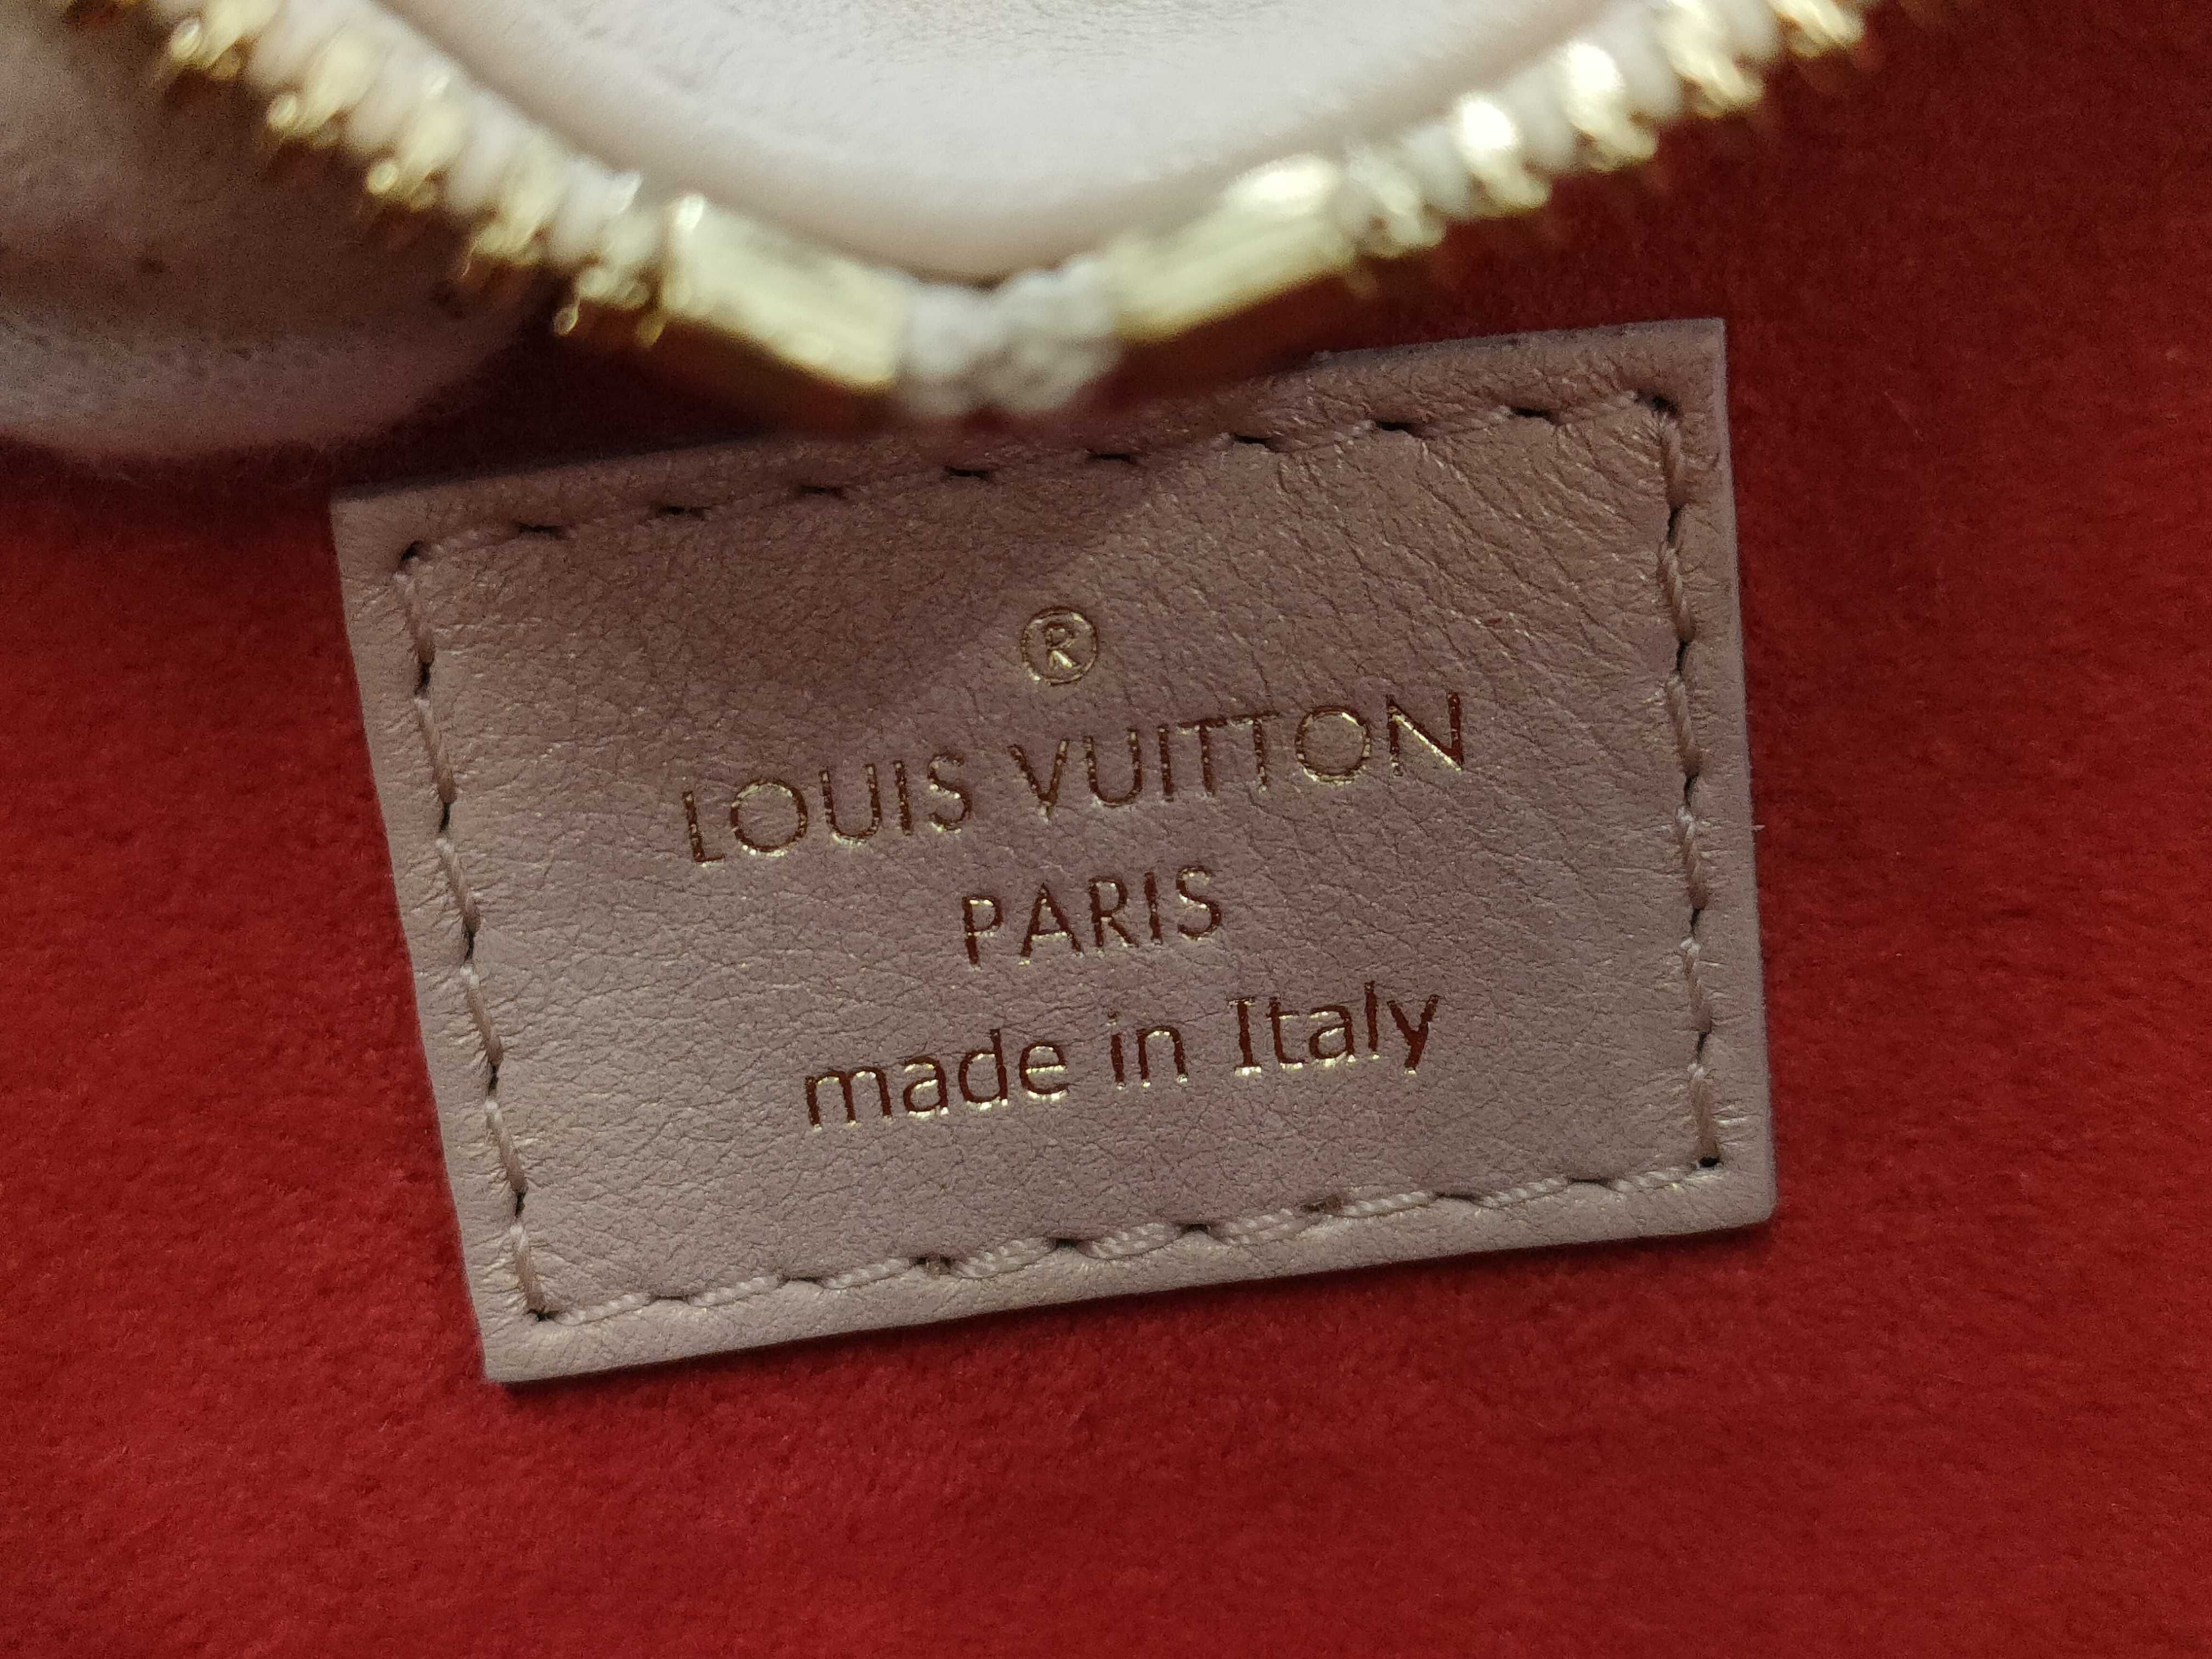 ®
LOUIS VUITTON
PARIS
made in Italy